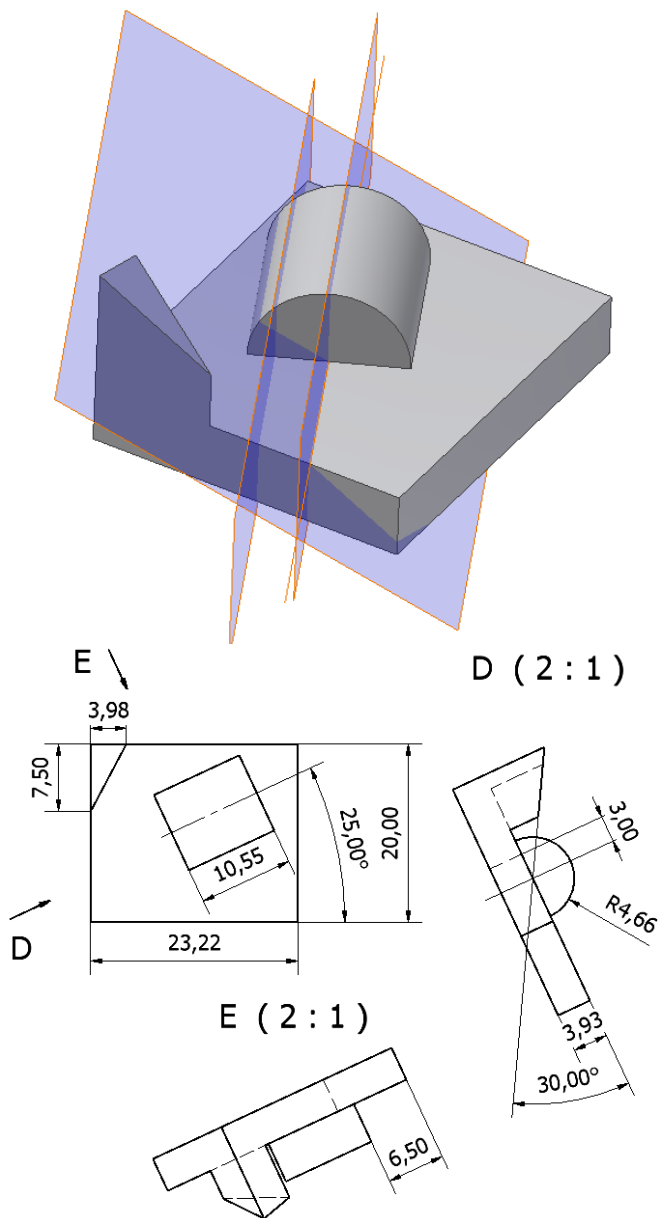 E
D ( 2 : 1 )
3,98
7,50
25,00°
20,00
10,55
D
23,22
3,00
R4,66
3,93
30,00°
E ( 2 : 1 )
6,50